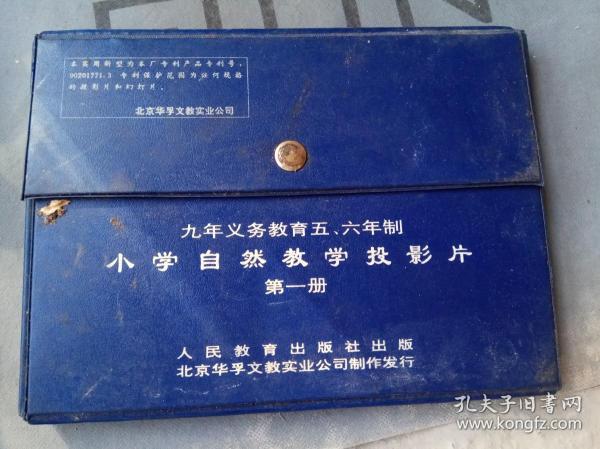 本实用新型为本厂专利产品专利号，
90201771.3 专利保护范围为任何规格
的投影片和幻灯片。
北京华孚文教实业公司
九年义务教育五、六年制
小学自然教学投影片
第一册
人民教育出版社出版
北京华孚文教实业公司制作发行
孔夫子旧书网
www.kongfz.com